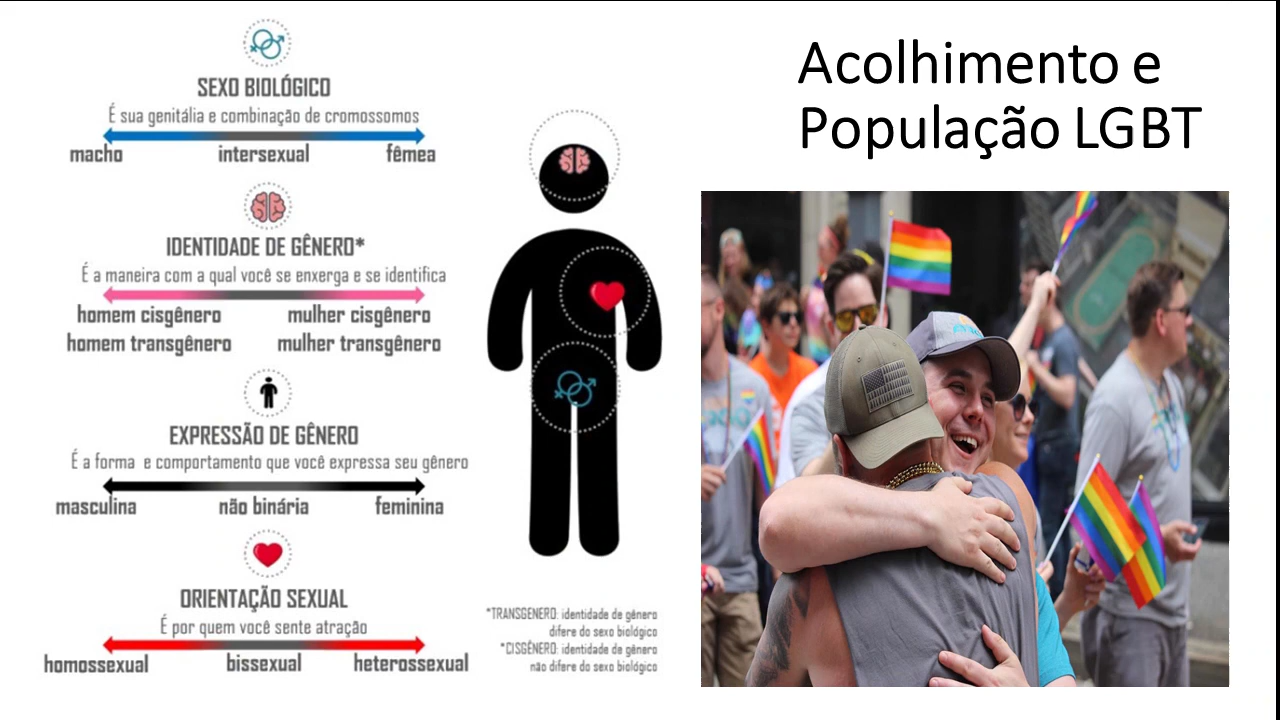 SEXO BIOLÓGICO
É sua genitália e combinação de cromossomos
macho intersexual fêmea
IDENTIDADE DE GÊNERO*
É a maneira com a qual você se enxerga e se identifica
homem cisgênero mulher cisgênero
homem transgênero mulher transgênero
EXPRESSÃO DE GÊNERO
É a forma e comportamento que você expressa seu gênero
masculina não binária feminina
ORIENTAÇÃO SEXUAL
É por quem você sente atração
homossexual bissexual heterossexual
*TRANSGENERO: identidade de gênero
difere do sexo biológico
*CISGÊNERO: identidade de gênero
não difere do sexo biológico
Acolhimento e
População LGBT